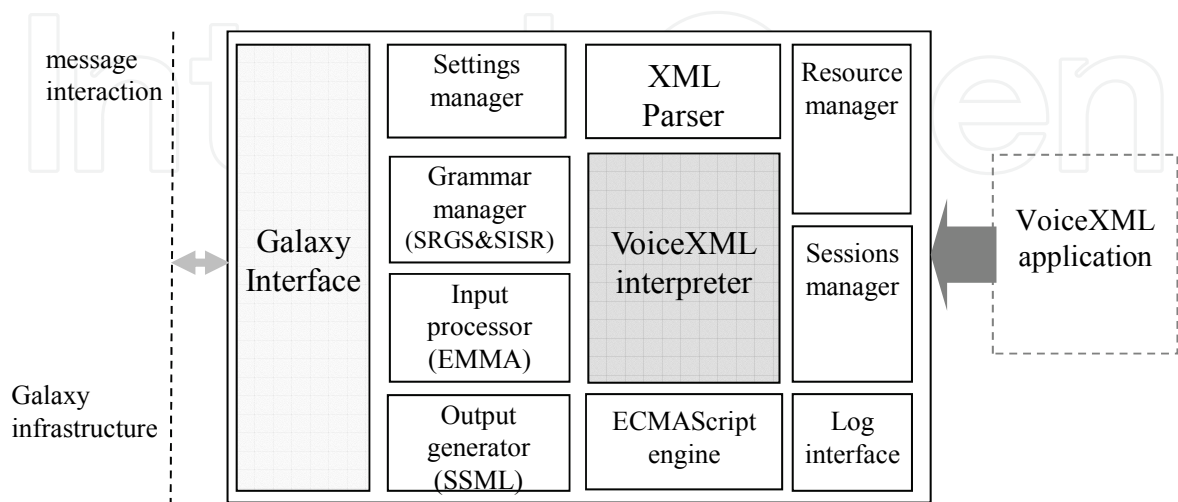 message
interaction
Galaxy
infrastructure
Galaxy
Interface
Settings
manager
Grammar
manager
(SRGS&SISR)
Input
processor
(EMMA)
Output
generator
(SSML)
XML
Parser
VoiceXML
interpreter
ECMAScript
engine
Resource
manager
Sessions
manager
Log
interface
VoiceXML
application